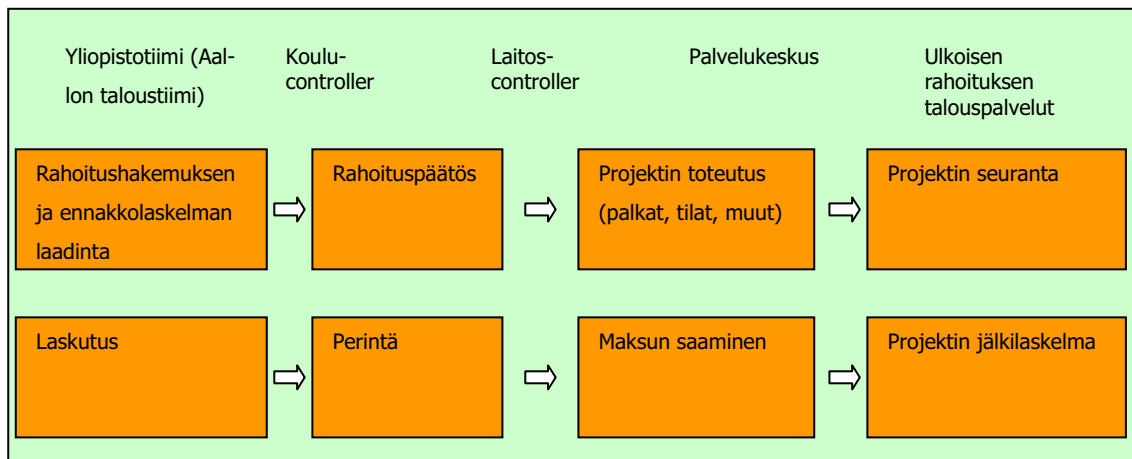 Yliopistotiimi (Aal-
lon taloustiimi)
Koulu-
controller
Laitos-
controller
Palvelukeskus
Ulkoisen
rahoituksen
talouspalvelut
Rahoitushakemuksen
ja ennakkolaskelman
laadinta
Rahoituspäätös
Projektin toteutus
(palkat, tilat, muut)
Projektin seuranta
Laskutus
Perintä
Maksun saaminen
Projektin jälkilaskelma